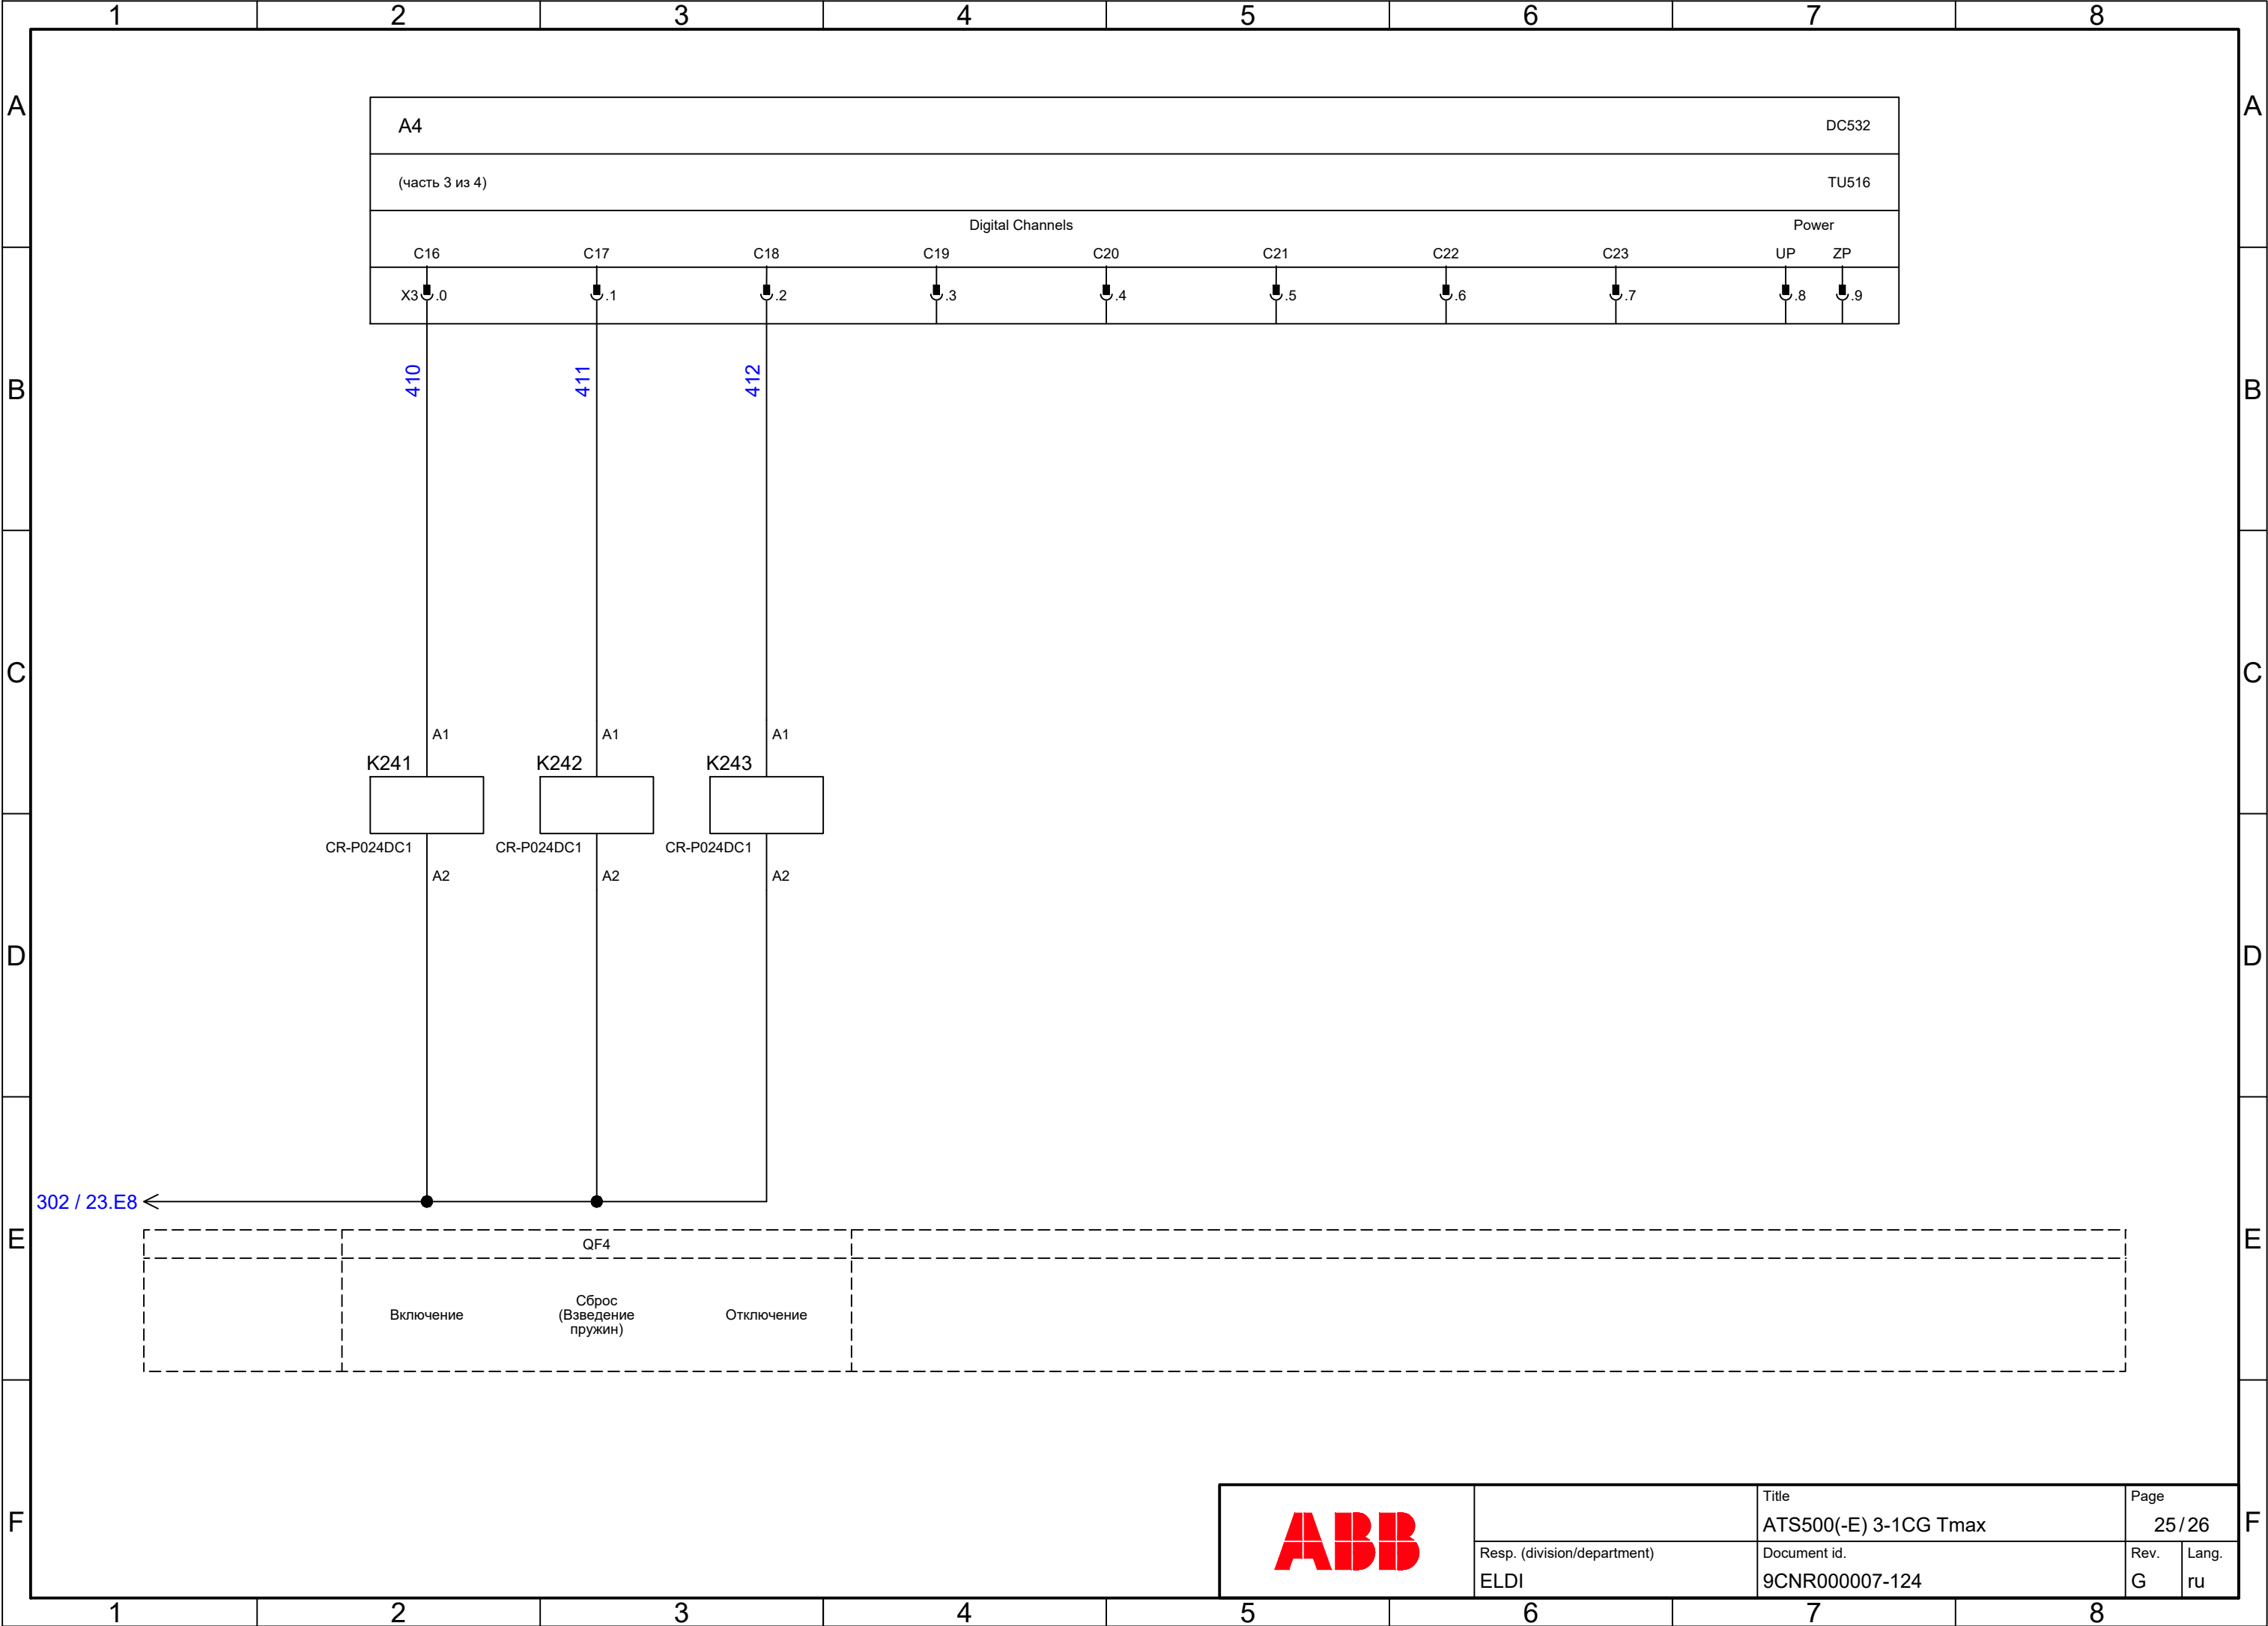 1 2 3 4 5 6 7 8
A A
A4 DC532
(часть 3 из 4) TU516
Digital Channels Power
C16 C17 C18 C19 C20 C21 C22 C23 UP ZP
X3 .0 .1 .2 .3 .4 .5 .6 .7 .8 .9
410 411 412
B B
C C
A1 A1 A1
K241 K242 K243
CR-P024DC1 CR-P024DC1 CR-P024DC1
A2 A2 A2
D D
302 / 23.E8
E E
QF4
Включение
Сброс
(Взведение
пружин)
Отключение
F F
ABB
Title
ATS500(-E) 3-1CG Tmax
Page
25 / 26
Resp. (division/department)
ELDI
Document id.
9CNR000007-124
Rev.
G
Lang.
ru
1 2 3 4 5 6 7 8